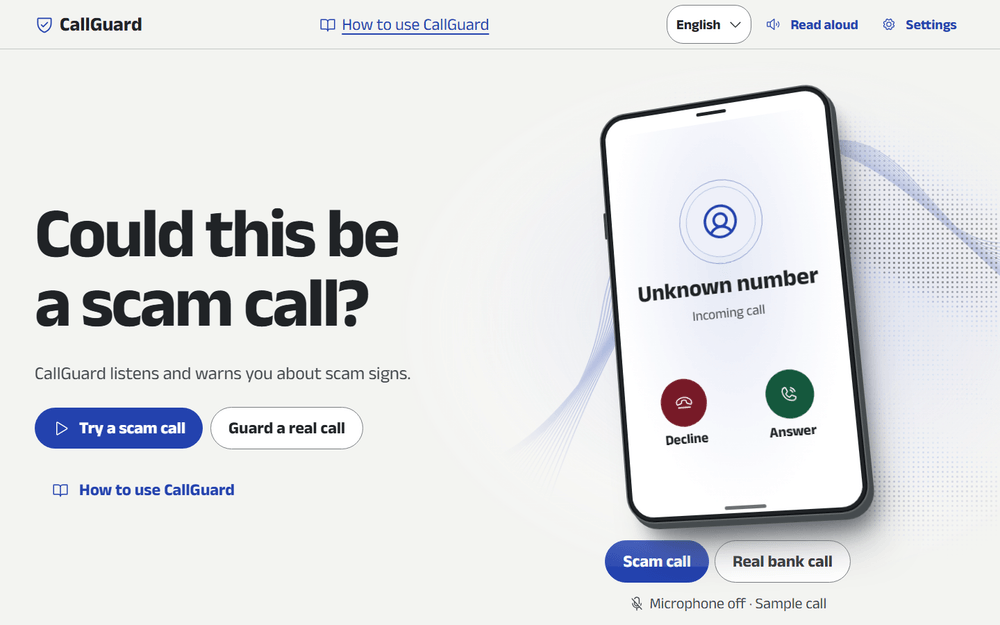 CallGuard
How to use CallGuard
English
Read aloud
Settings
Could this be
a scam call?
CallGuard listens and warns you about scam signs.
Try a scam call
Guard a real call
How to use CallGuard
Unknown number
Incoming call
Decline
Answer
Scam call
Real bank call
Microphone off · Sample call